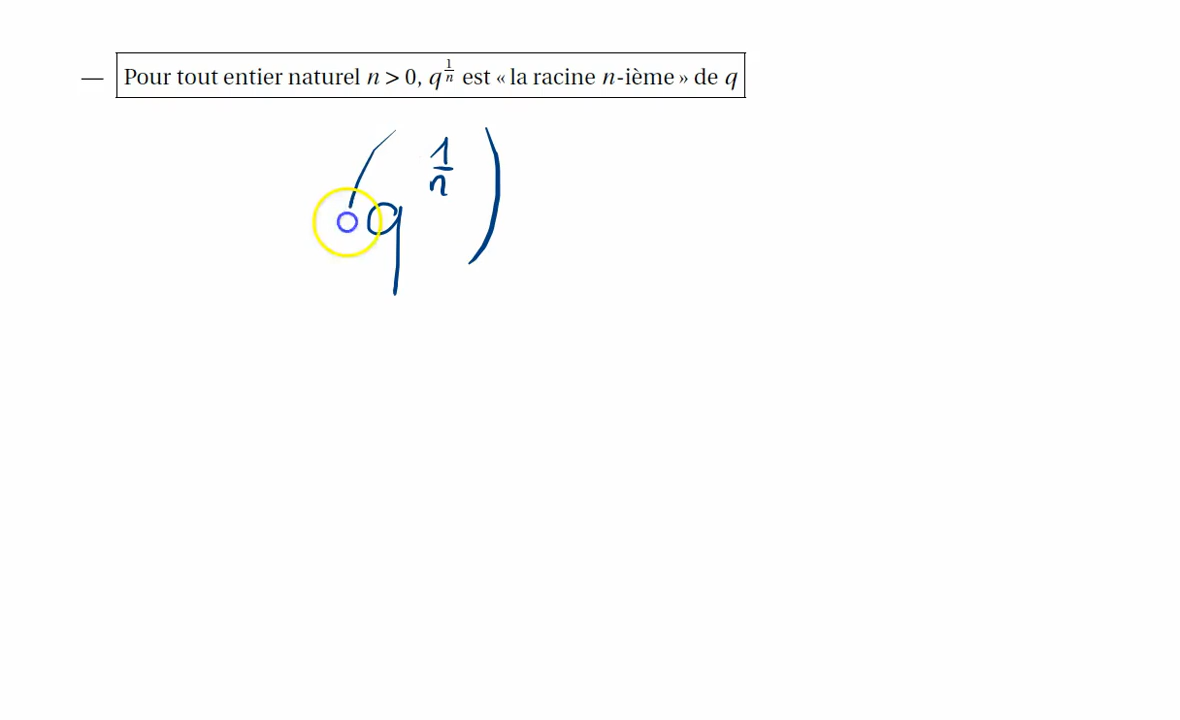 — Pour tout entier naturel n > 0, q^{1/n} est « la racine n-ième » de q
(q^{1/n})